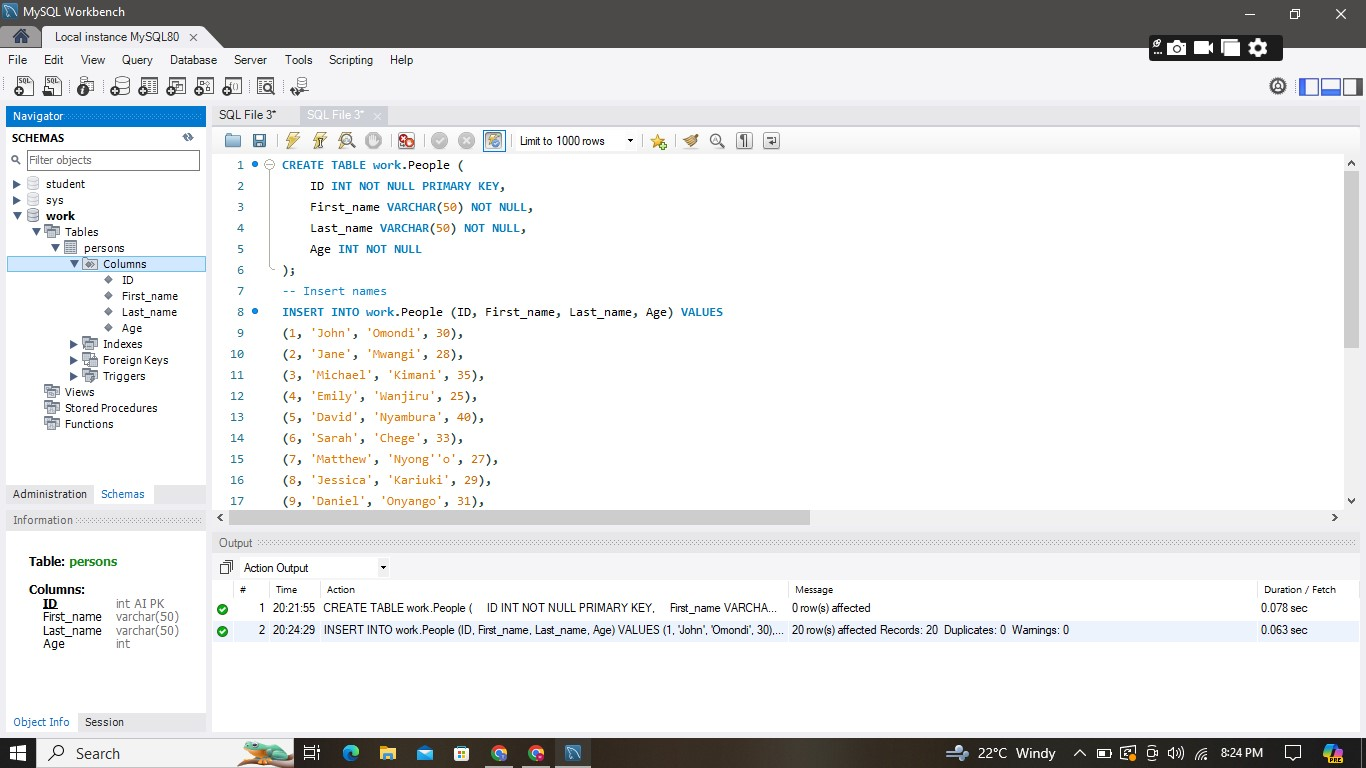 MySQL Workbench
Local instance MySQL80
File Edit View Query Database Server Tools Scripting Help
Navigator
SCHEMAS
Filter objects
student
sys
work
Tables
persons
Columns
ID
First_name
Last_name
Age
Indexes
Foreign Keys
Triggers
Views
Stored Procedures
Functions
Administration Schemas
Information
Table: persons
Columns:
ID int AI PK
First_name varchar(50)
Last_name varchar(50)
Age int
Object Info Session
SQL File 3* SQL File 3*
Limit to 1000 rows
1 CREATE TABLE work.People (
2 ID INT NOT NULL PRIMARY KEY,
3 First_name VARCHAR(50) NOT NULL,
4 Last_name VARCHAR(50) NOT NULL,
5 Age INT NOT NULL
6 );
7 -- Insert names
8 INSERT INTO work.People (ID, First_name, Last_name, Age) VALUES
9 (1, 'John', 'Omondi', 30),
10 (2, 'Jane', 'Mwangi', 28),
11 (3, 'Michael', 'Kimani', 35),
12 (4, 'Emily', 'Wanjiru', 25),
13 (5, 'David', 'Nyambura', 40),
14 (6, 'Sarah', 'Chege', 33),
15 (7, 'Matthew', 'Nyong''o', 27),
16 (8, 'Jessica', 'Kariuki', 29),
17 (9, 'Daniel', 'Onyango', 31),
Output
Action Output
# Time Action Message Duration / Fetch
1 20:21:55 CREATE TABLE work.People ( ID INT NOT NULL PRIMARY KEY, First_name VARCHA... 0 row(s) affected 0.078 sec
2 20:24:29 INSERT INTO work.People (ID, First_name, Last_name, Age) VALUES (1, 'John', 'Omondi', 30),... 20 row(s) affected Records: 20 Duplicates: 0 Warnings: 0 0.063 sec
Search
22°C Windy
8:24 PM
PRE